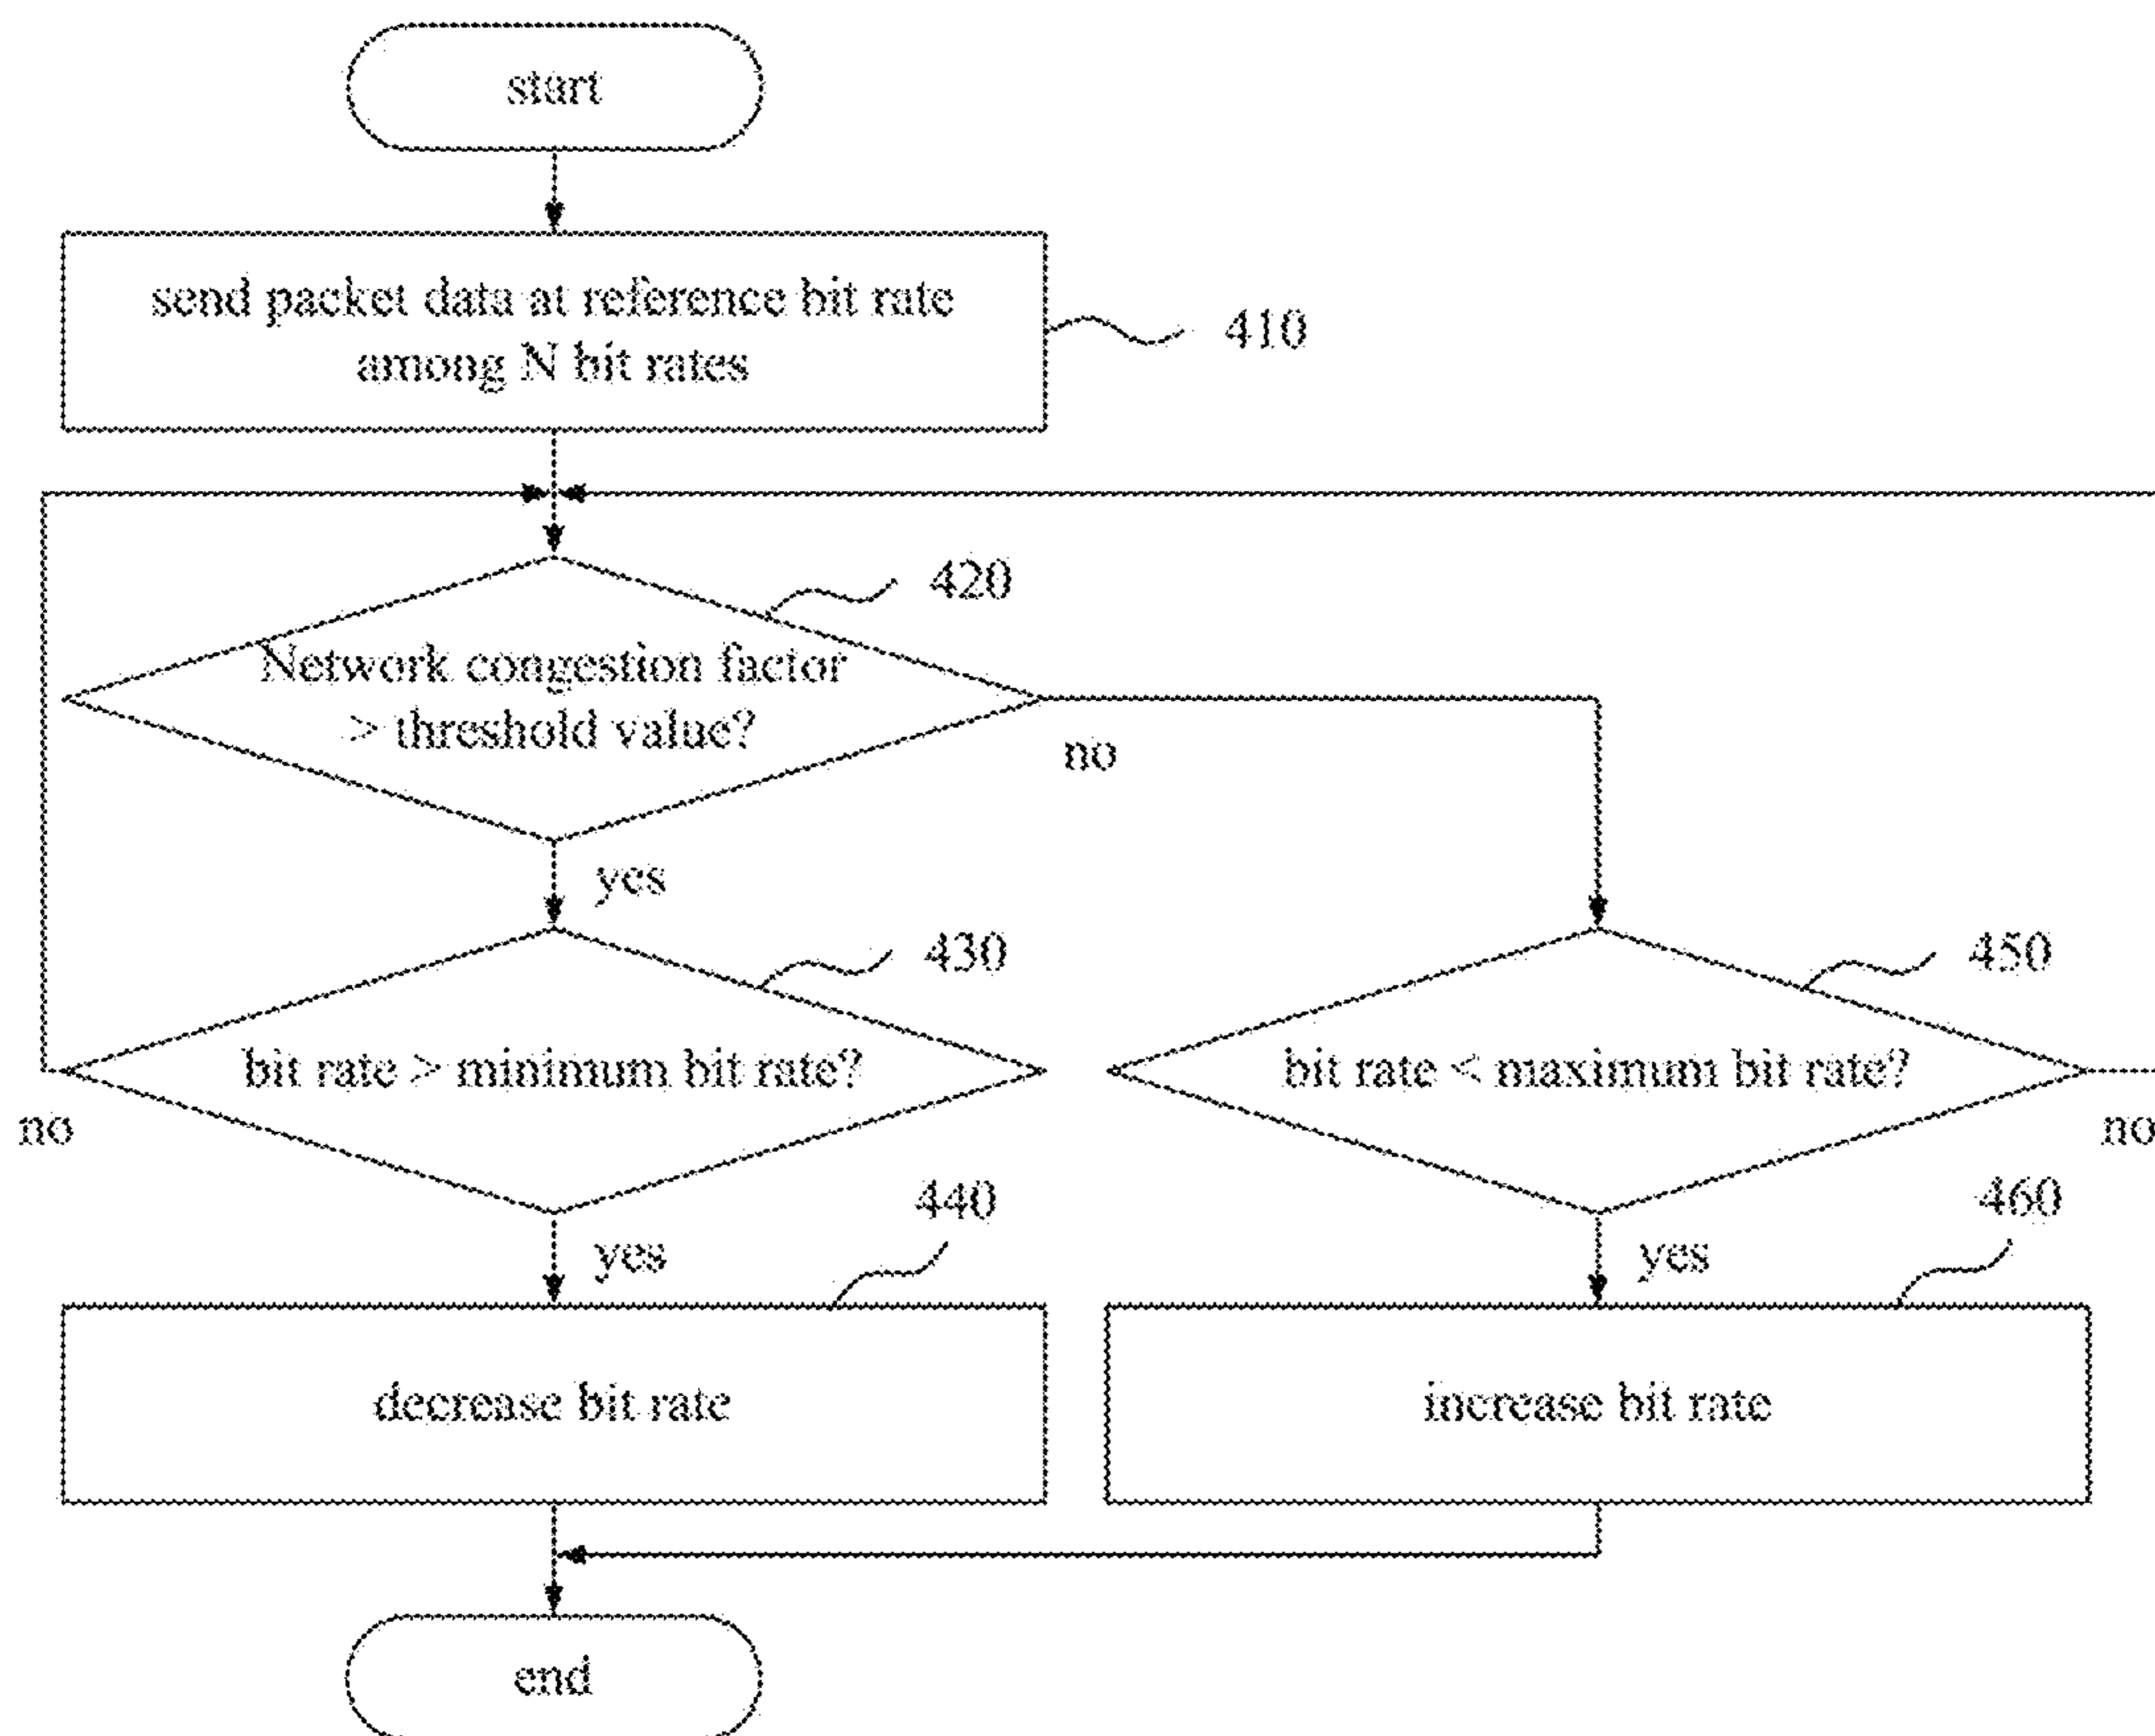 start
send packet data at reference bit rate
among N bit rates
410
420
Network congestion factor
> threshold value?
no
yes
430
450
bit rate > minimum bit rate?
bit rate < maximum bit rate?
no
no
440
460
yes
yes
decrease bit rate
increase bit rate
end